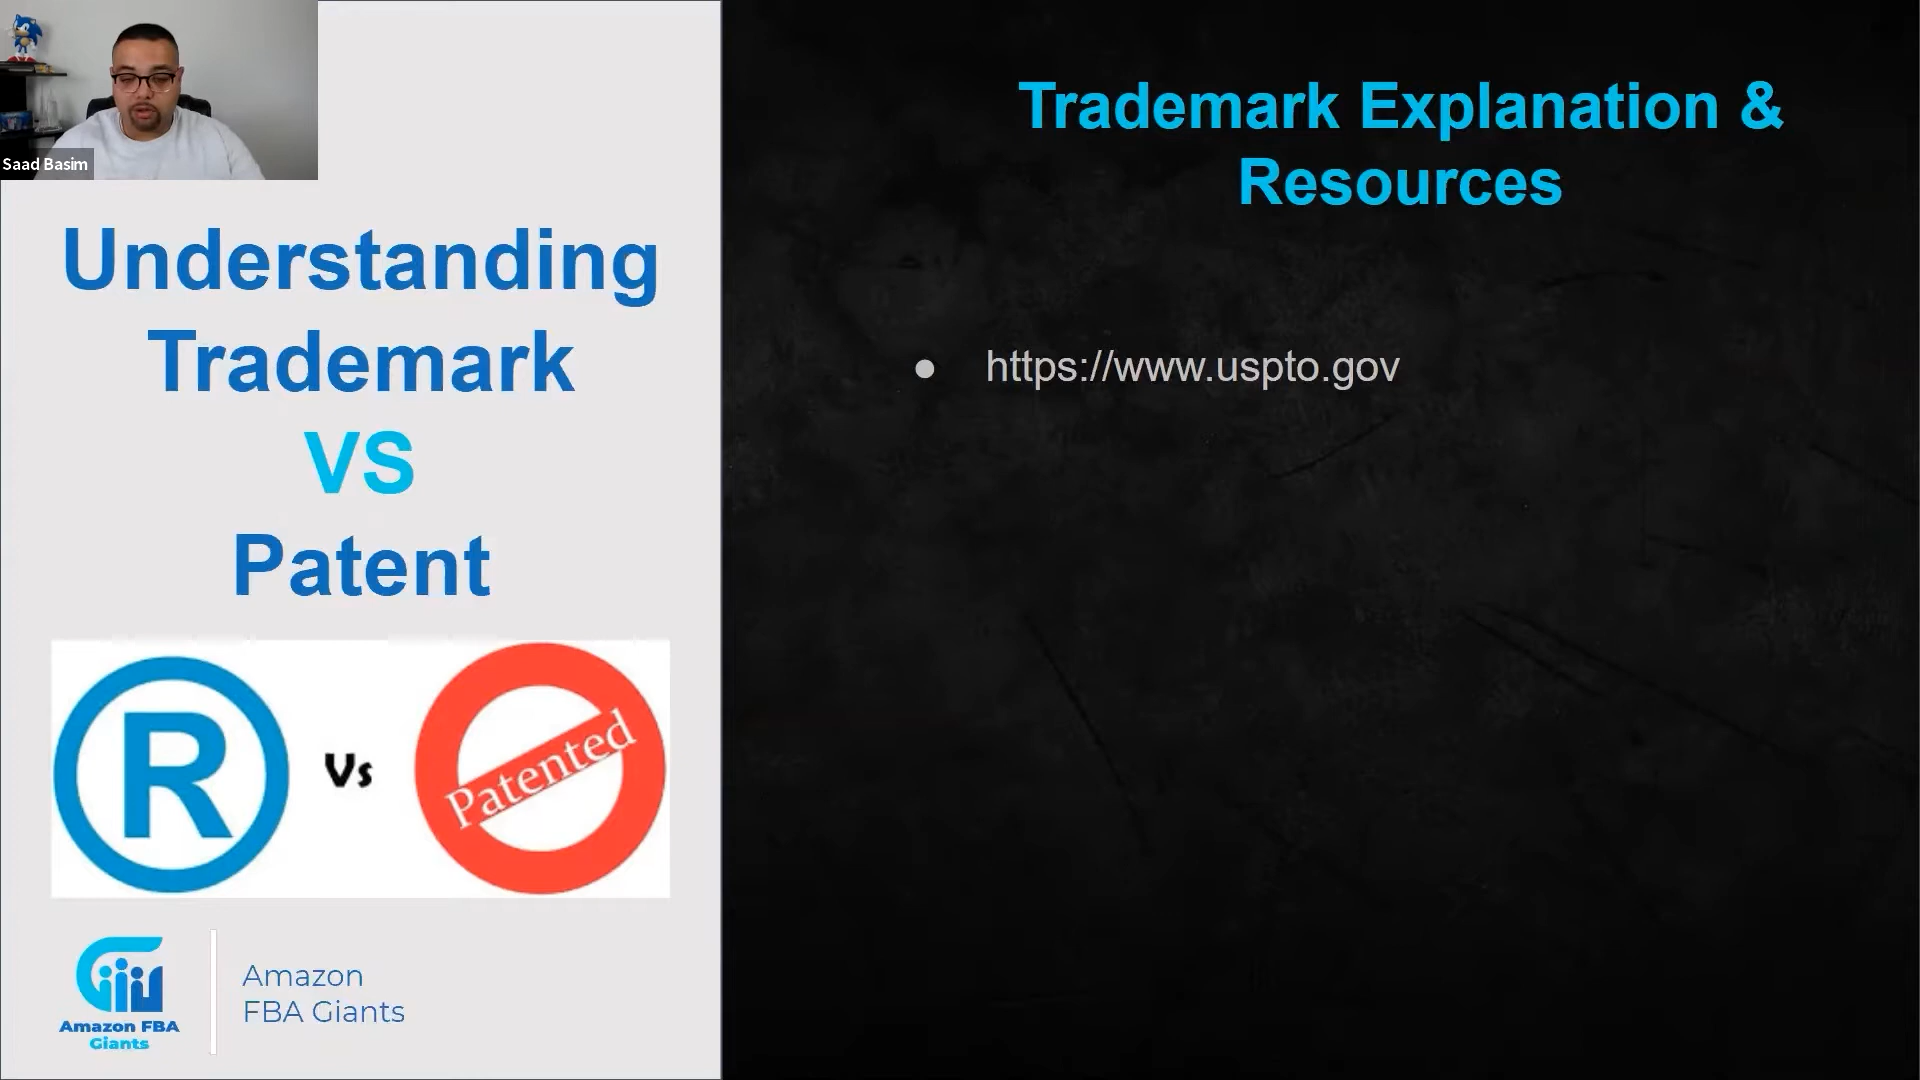 Saad Basim
Understanding
Trademark
VS
Patent
R
Vs
Patented
Amazon FBA
Giants
Amazon
FBA Giants
Trademark Explanation &
Resources
● https://www.uspto.gov